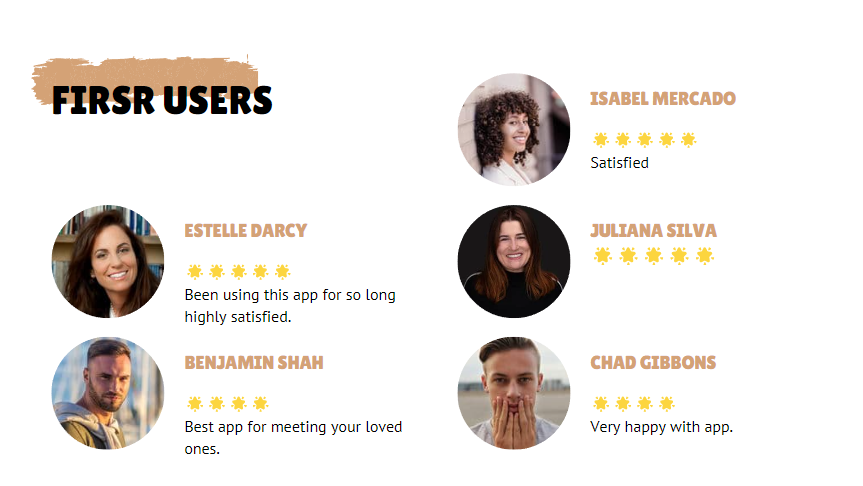 FIRSR USERS
ISABEL MERCADO
🌟🌟🌟🌟🌟
Satisfied
ESTELLE DARCY
🌟🌟🌟🌟🌟
Been using this app for so long
highly satisfied.
JULIANA SILVA
🌟🌟🌟🌟🌟
BENJAMIN SHAH
🌟🌟🌟🌟
Best app for meeting your loved
ones.
CHAD GIBBONS
🌟🌟🌟🌟
Very happy with app.